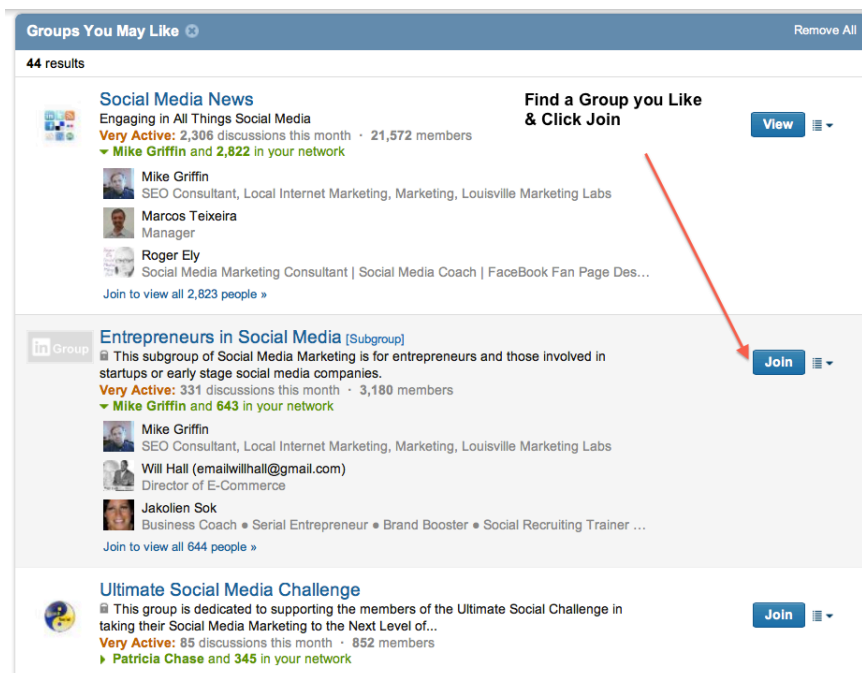 Groups You May Like
Remove All
44 results
Social Media News
Engaging in All Things Social Media
Very Active: 2,306 discussions this month · 21,572 members
Mike Griffin and 2,822 in your network
Mike Griffin
SEO Consultant, Local Internet Marketing, Marketing, Louisville Marketing Labs
Marcos Teixeira
Manager
Roger Ely
Social Media Marketing Consultant | Social Media Coach | FaceBook Fan Page Des...
Join to view all 2,823 people »
Find a Group you Like
& Click Join
View
in Group
Entrepreneurs in Social Media [Subgroup]
This subgroup of Social Media Marketing is for entrepreneurs and those involved in
startups or early stage social media companies.
Very Active: 331 discussions this month · 3,180 members
Mike Griffin and 643 in your network
Mike Griffin
SEO Consultant, Local Internet Marketing, Marketing, Louisville Marketing Labs
Will Hall (emailwillhall@gmail.com)
Director of E-Commerce
Jakolien Sok
Business Coach ● Serial Entrepreneur ● Brand Booster ● Social Recruiting Trainer ...
Join to view all 644 people »
Join
Ultimate Social Media Challenge
This group is dedicated to supporting the members of the Ultimate Social Challenge in
taking their Social Media Marketing to the Next Level of...
Very Active: 85 discussions this month · 852 members
Patricia Chase and 345 in your network
Join